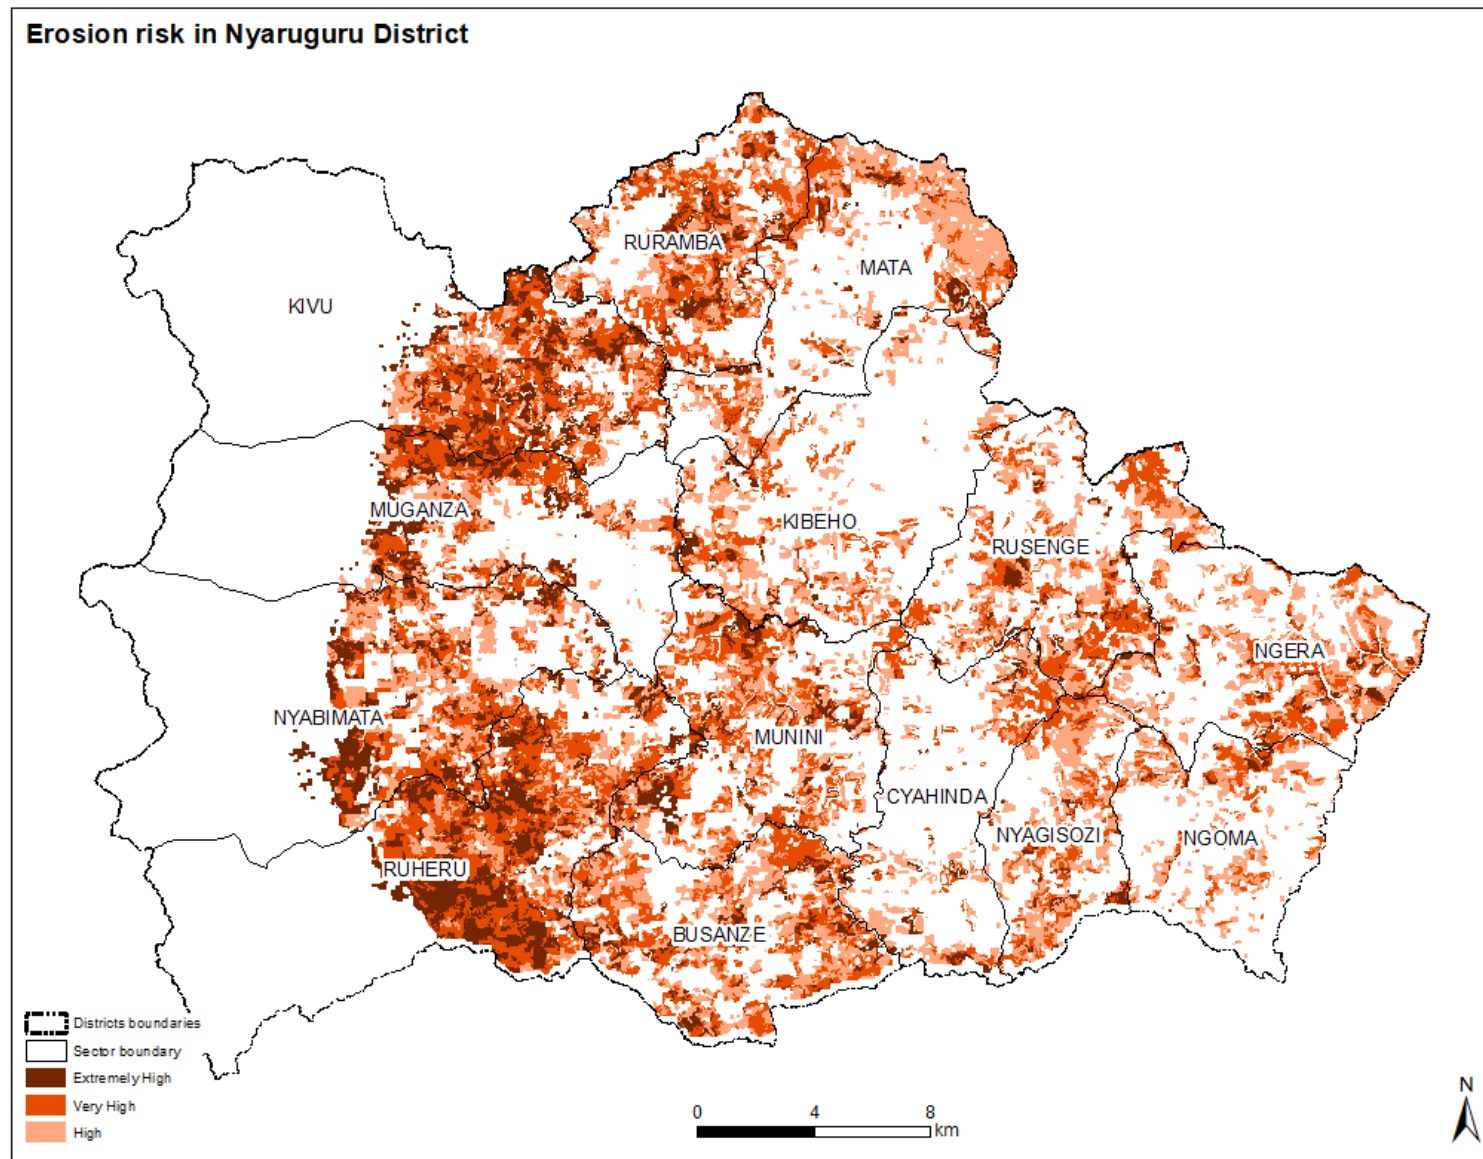 Erosion risk in Nyaruguru District
RURAMBA
MATA
KIVU
MUGANZA
KIBEHO
RUSENGE
NGERA
NYABIMATA
MUNINI
CYAHINDA
NYAGISOZI
NGOMA
RUHERU
BUSANZE
Districts boundaries
Sector boundary
Extremely High
Very High
High
0 4 8
km
N